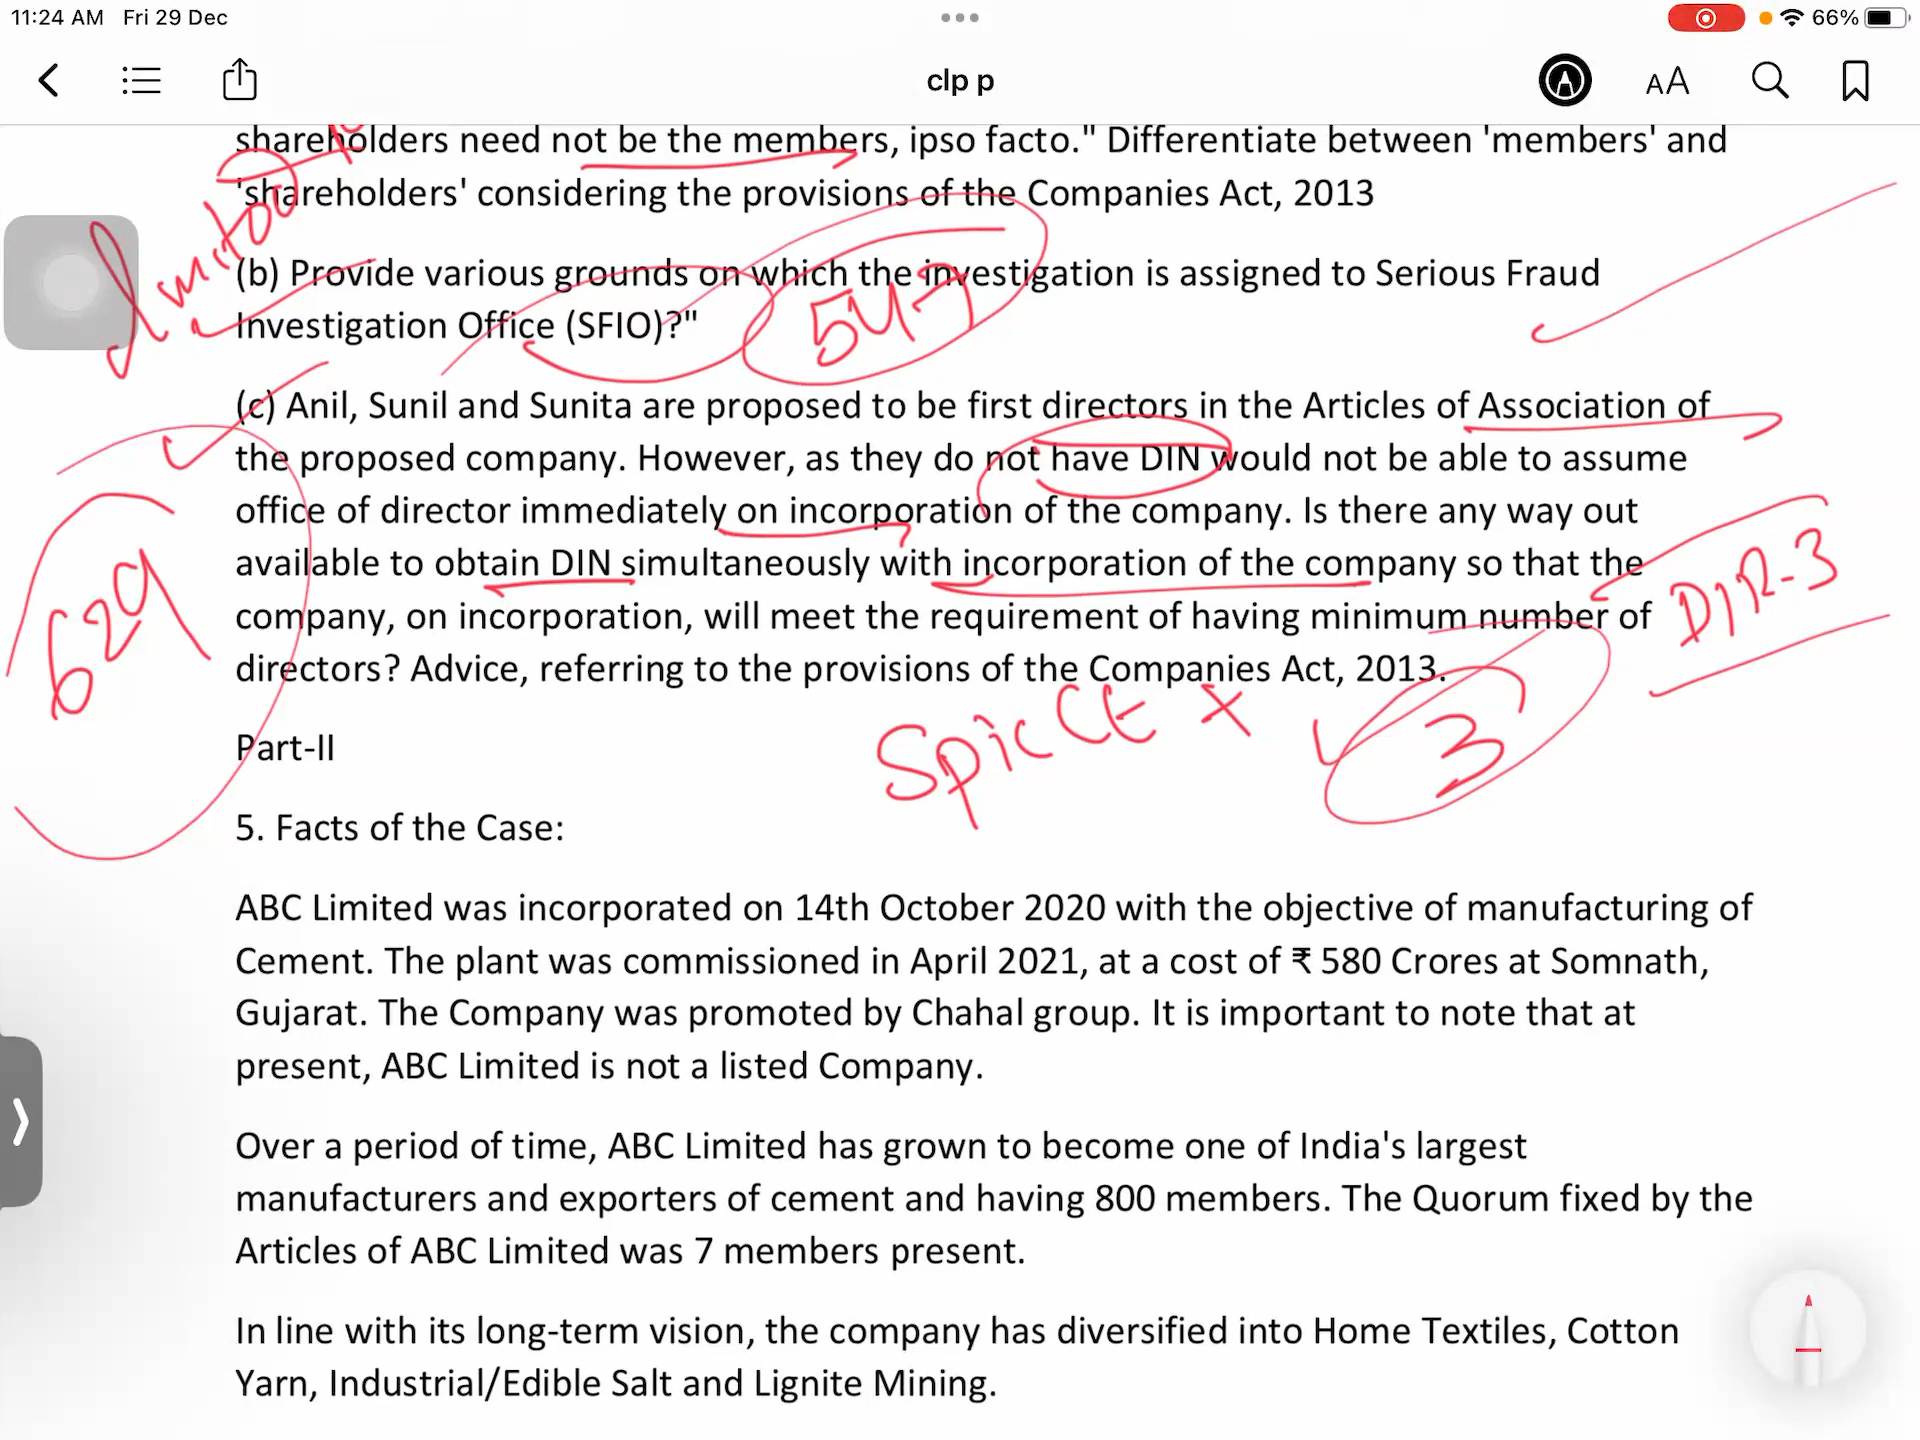 11:24 AM Fri 29 Dec
66%
clp p
AA
shareholders need not be the members, ipso facto." Differentiate between 'members' and
'shareholders' considering the provisions of the Companies Act, 2013
(b) Provide various grounds on which the investigation is assigned to Serious Fraud
Investigation Office (SFIO)?"
547
(c) Anil, Sunil and Sunita are proposed to be first directors in the Articles of Association of
the proposed company. However, as they do not have DIN would not be able to assume
office of director immediately on incorporation of the company. Is there any way out
available to obtain DIN simultaneously with incorporation of the company so that the
company, on incorporation, will meet the requirement of having minimum number of
directors? Advice, referring to the provisions of the Companies Act, 2013.
629
DIR-3
3
Part-II
5. Facts of the Case:
ABC Limited was incorporated on 14th October 2020 with the objective of manufacturing of
Cement. The plant was commissioned in April 2021, at a cost of ₹ 580 Crores at Somnath,
Gujarat. The Company was promoted by Chahal group. It is important to note that at
present, ABC Limited is not a listed Company.
Over a period of time, ABC Limited has grown to become one of India's largest
manufacturers and exporters of cement and having 800 members. The Quorum fixed by the
Articles of ABC Limited was 7 members present.
In line with its long-term vision, the company has diversified into Home Textiles, Cotton
Yarn, Industrial/Edible Salt and Lignite Mining.